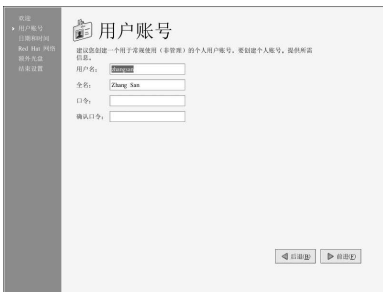 欢迎
用户账号
日期和时间
Red Hat 网络
额外光盘
结束设置
用户账号
建议您创建一个用于常规使用（非管理）的个人用户账号。要创建个人账号，提供所需
信息。
用户名：
zhangsan
全名：
Zhang San
口令：
确认口令：
后退(B)
前进(F)